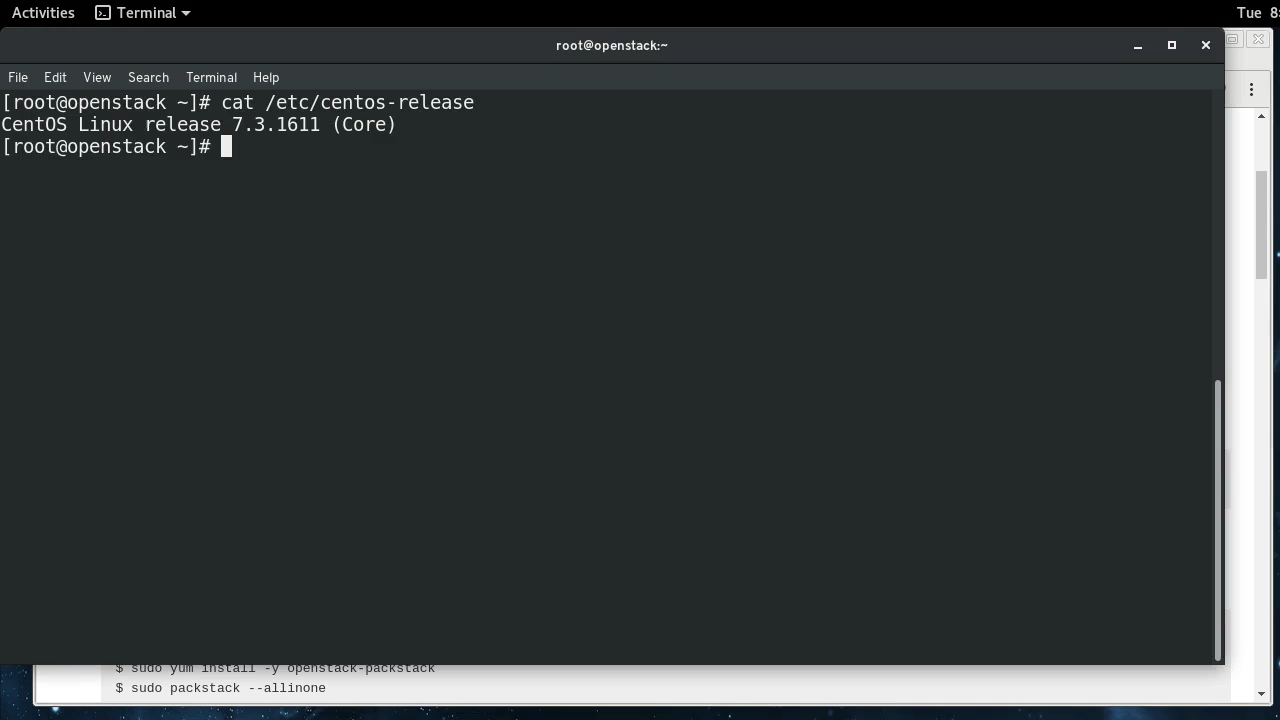 Activities Terminal Tue 8:
root@openstack:~
File Edit View Search Terminal Help
[root@openstack ~]# cat /etc/centos-release
CentOS Linux release 7.3.1611 (Core)
[root@openstack ~]#
$ sudo yum install -y openstack-packstack
$ sudo packstack --allinone